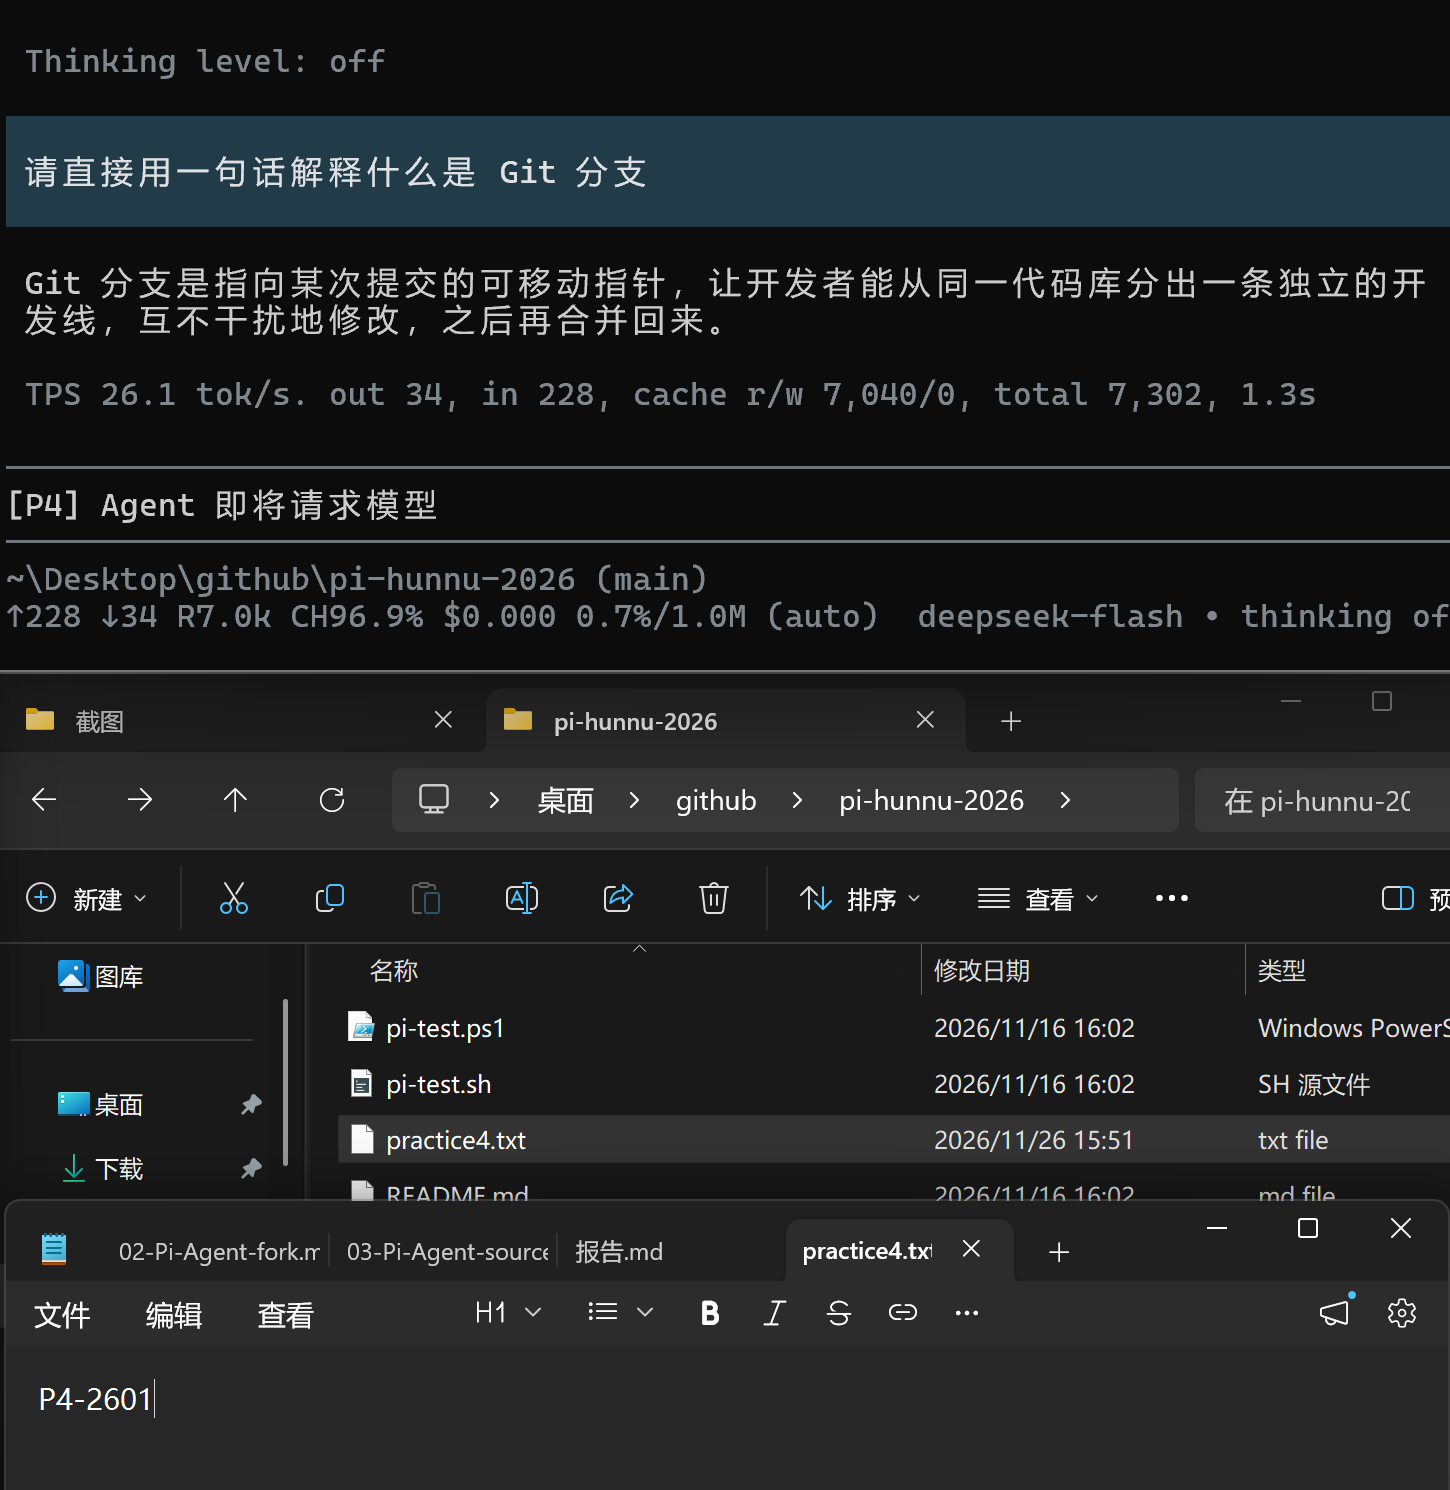 Thinking level: off
请直接用一句话解释什么是 Git 分支
Git 分支是指向某次提交的可移动指针，让开发者能从同一代码库分出一条独立的开
发线，互不干扰地修改，之后再合并回来。
TPS 26.1 tok/s. out 34, in 228, cache r/w 7,040/0, total 7,302, 1.3s
[P4] Agent 即将请求模型
~\Desktop\github\pi-hunnu-2026 (main)
↑228 ↓34 R7.0k CH96.9% $0.000 0.7%/1.0M (auto) deepseek-flash • thinking of
截图
pi-hunnu-2026
桌面 > github > pi-hunnu-2026 >
在 pi-hunnu-20
新建
排序
查看
预
图库
桌面
下载
名称 修改日期 类型
pi-test.ps1 2026/11/16 16:02 Windows PowerS
pi-test.sh 2026/11/16 16:02 SH 源文件
practice4.txt 2026/11/26 15:51 txt file
README.md 2026/11/16 16:02 md file
02-Pi-Agent-fork.m 03-Pi-Agent-source 报告.md practice4.txt
文件 编辑 查看 H1 B I S
P4-2601